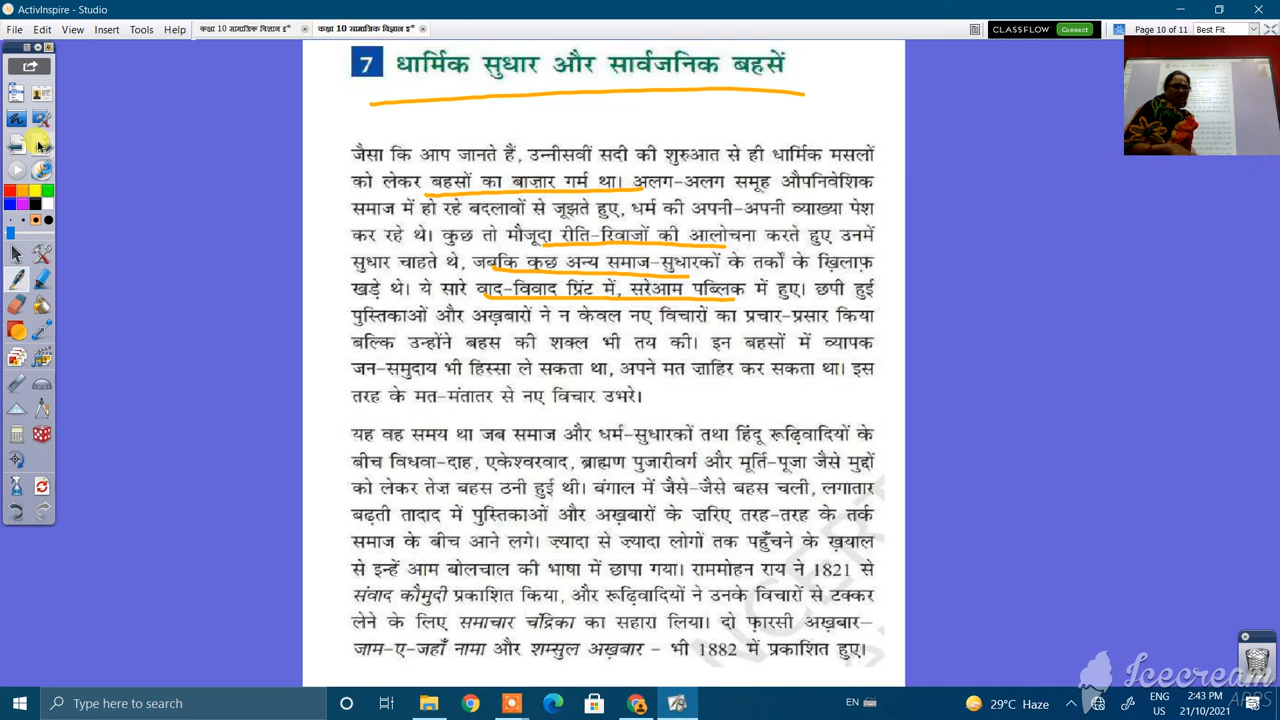 ActivInspire - Studio
File Edit View Insert Tools Help
कक्षा 10 सामाजिक विज्ञान इ*
कक्षा 10 सामाजिक विज्ञान इ*
CLASSFLOW Connect
Page 10 of 11 Best Fit
7 धार्मिक सुधार और सार्वजनिक बहसें
जैसा कि आप जानते हैं, उन्नीसवीं सदी की शुरुआत से ही धार्मिक मसलों
को लेकर बहसों का बाज़ार गर्म था। अलग-अलग समूह औपनिवेशिक
समाज में हो रहे बदलावों से जूझते हुए, धर्म की अपनी-अपनी व्याख्या पेश
कर रहे थे। कुछ तो मौजूदा रीति-रिवाजों की आलोचना करते हुए उनमें
सुधार चाहते थे, जबकि कुछ अन्य समाज-सुधारकों के तर्कों के ख़िलाफ़
खड़े थे। ये सारे वाद-विवाद प्रिंट में, सरेआम पब्लिक में हुए। छपी हुई
पुस्तिकाओं और अख़बारों ने न केवल नए विचारों का प्रचार-प्रसार किया
बल्कि उन्होंने बहस की शक्ल भी तय की। इन बहसों में व्यापक
जन-समुदाय भी हिस्सा ले सकता था, अपने मत ज़ाहिर कर सकता था। इस
तरह के मत-मंतातर से नए विचार उभरे।
यह वह समय था जब समाज और धर्म-सुधारकों तथा हिंदू रूढ़िवादियों के
बीच विधवा-दाह, एकेश्वरवाद, ब्राह्मण पुजारीवर्ग और मूर्ति-पूजा जैसे मुद्दों
को लेकर तेज़ बहस ठनी हुई थी। बंगाल में जैसे-जैसे बहस चली, लगातार
बढ़ती तादाद में पुस्तिकाओं और अख़बारों के ज़रिए तरह-तरह के तर्क
समाज के बीच आने लगे। ज़्यादा से ज़्यादा लोगों तक पहुँचने के ख़याल
से इन्हें आम बोलचाल की भाषा में छापा गया। राममोहन राय ने 1821 से
संवाद कौमुदी प्रकाशित किया, और रूढ़िवादियों ने उनके विचारों से टक्कर
लेने के लिए समाचार चंद्रिका का सहारा लिया। दो फ़ारसी अख़बार-
जाम-ए-जहाँ नामा और शम्सुल अख़बार - भी 1882 में प्रकाशित हुए।
NCERT
Icecream
APPS
EN
Type here to search
29°C Haze
ENG
US
2:43 PM
21/10/2021